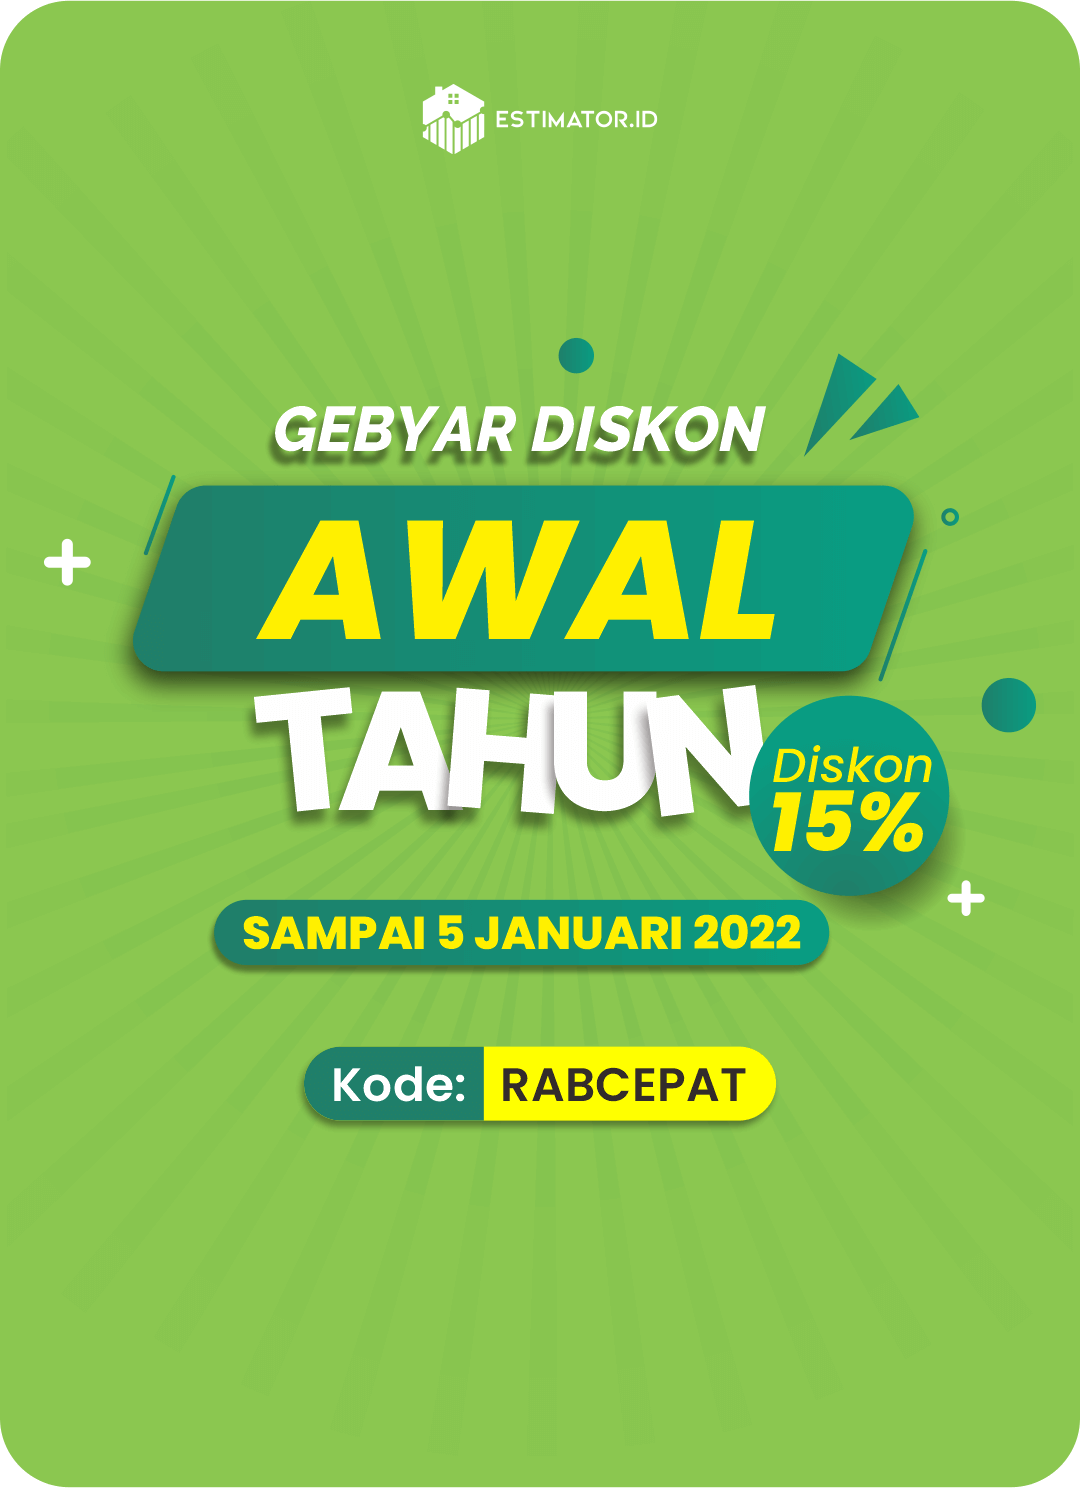 ESTIMATOR.ID
GEBYAR DISKON
AWAL
TAHUN
Diskon
15%
SAMPAI 5 JANUARI 2022
Kode: RABCEPAT